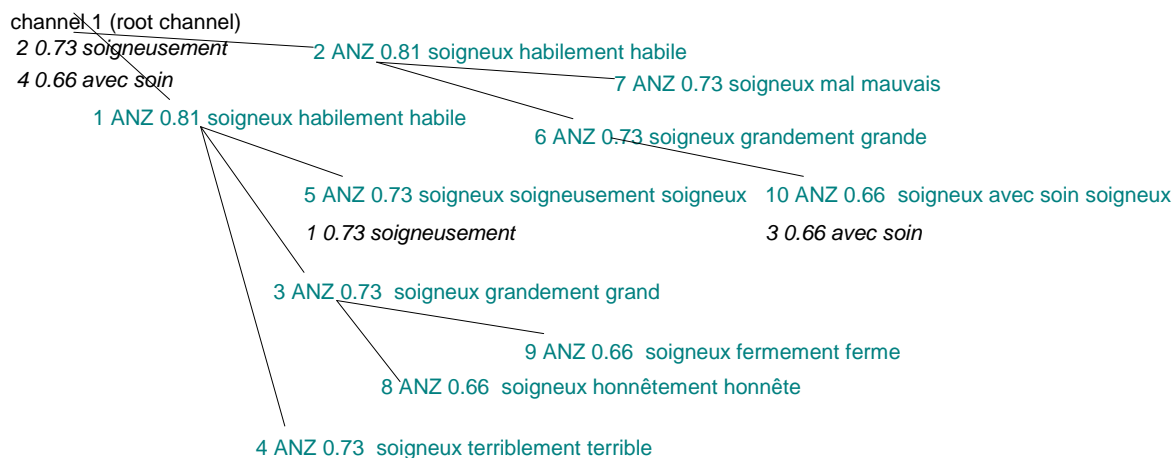 channel 1 (root channel)
2 0.73 soigneusement
2 ANZ 0.81 soigneux habilement habile
4 0.66 avec soin
7 ANZ 0.73 soigneux mal mauvais
1 ANZ 0.81 soigneux habilement habile
6 ANZ 0.73 soigneux grandement grande
5 ANZ 0.73 soigneux soigneusement soigneux
10 ANZ 0.66 soigneux avec soin soigneux
1 0.73 soigneusement
3 0.66 avec soin
3 ANZ 0.73 soigneux grandement grand
9 ANZ 0.66 soigneux fermement ferme
8 ANZ 0.66 soigneux honnêtement honnête
4 ANZ 0.73 soigneux terriblement terrible